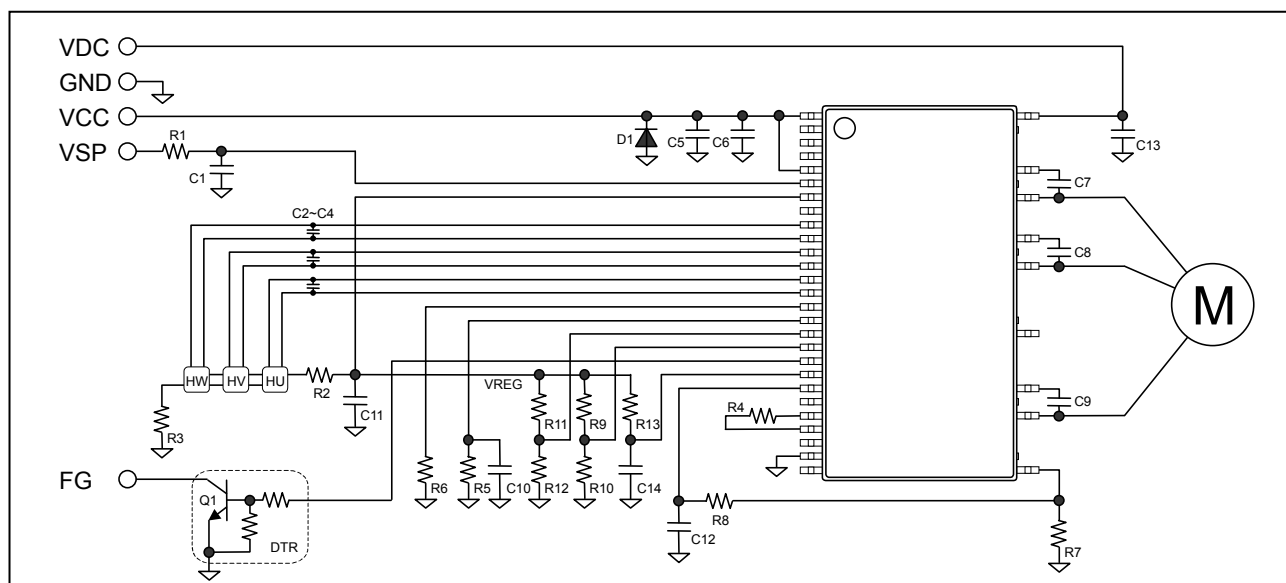 VDC
GND
VCC
VSP
R1
C1
D1
C5
C6
C13
C7
C2~C4
C8
M
HW
HV
HU
R2
VREG
C11
R3
R11
R9
R13
R4
C9
FG
Q1
DTR
R6
R5
C10
R12
R10
C14
R8
C12
R7